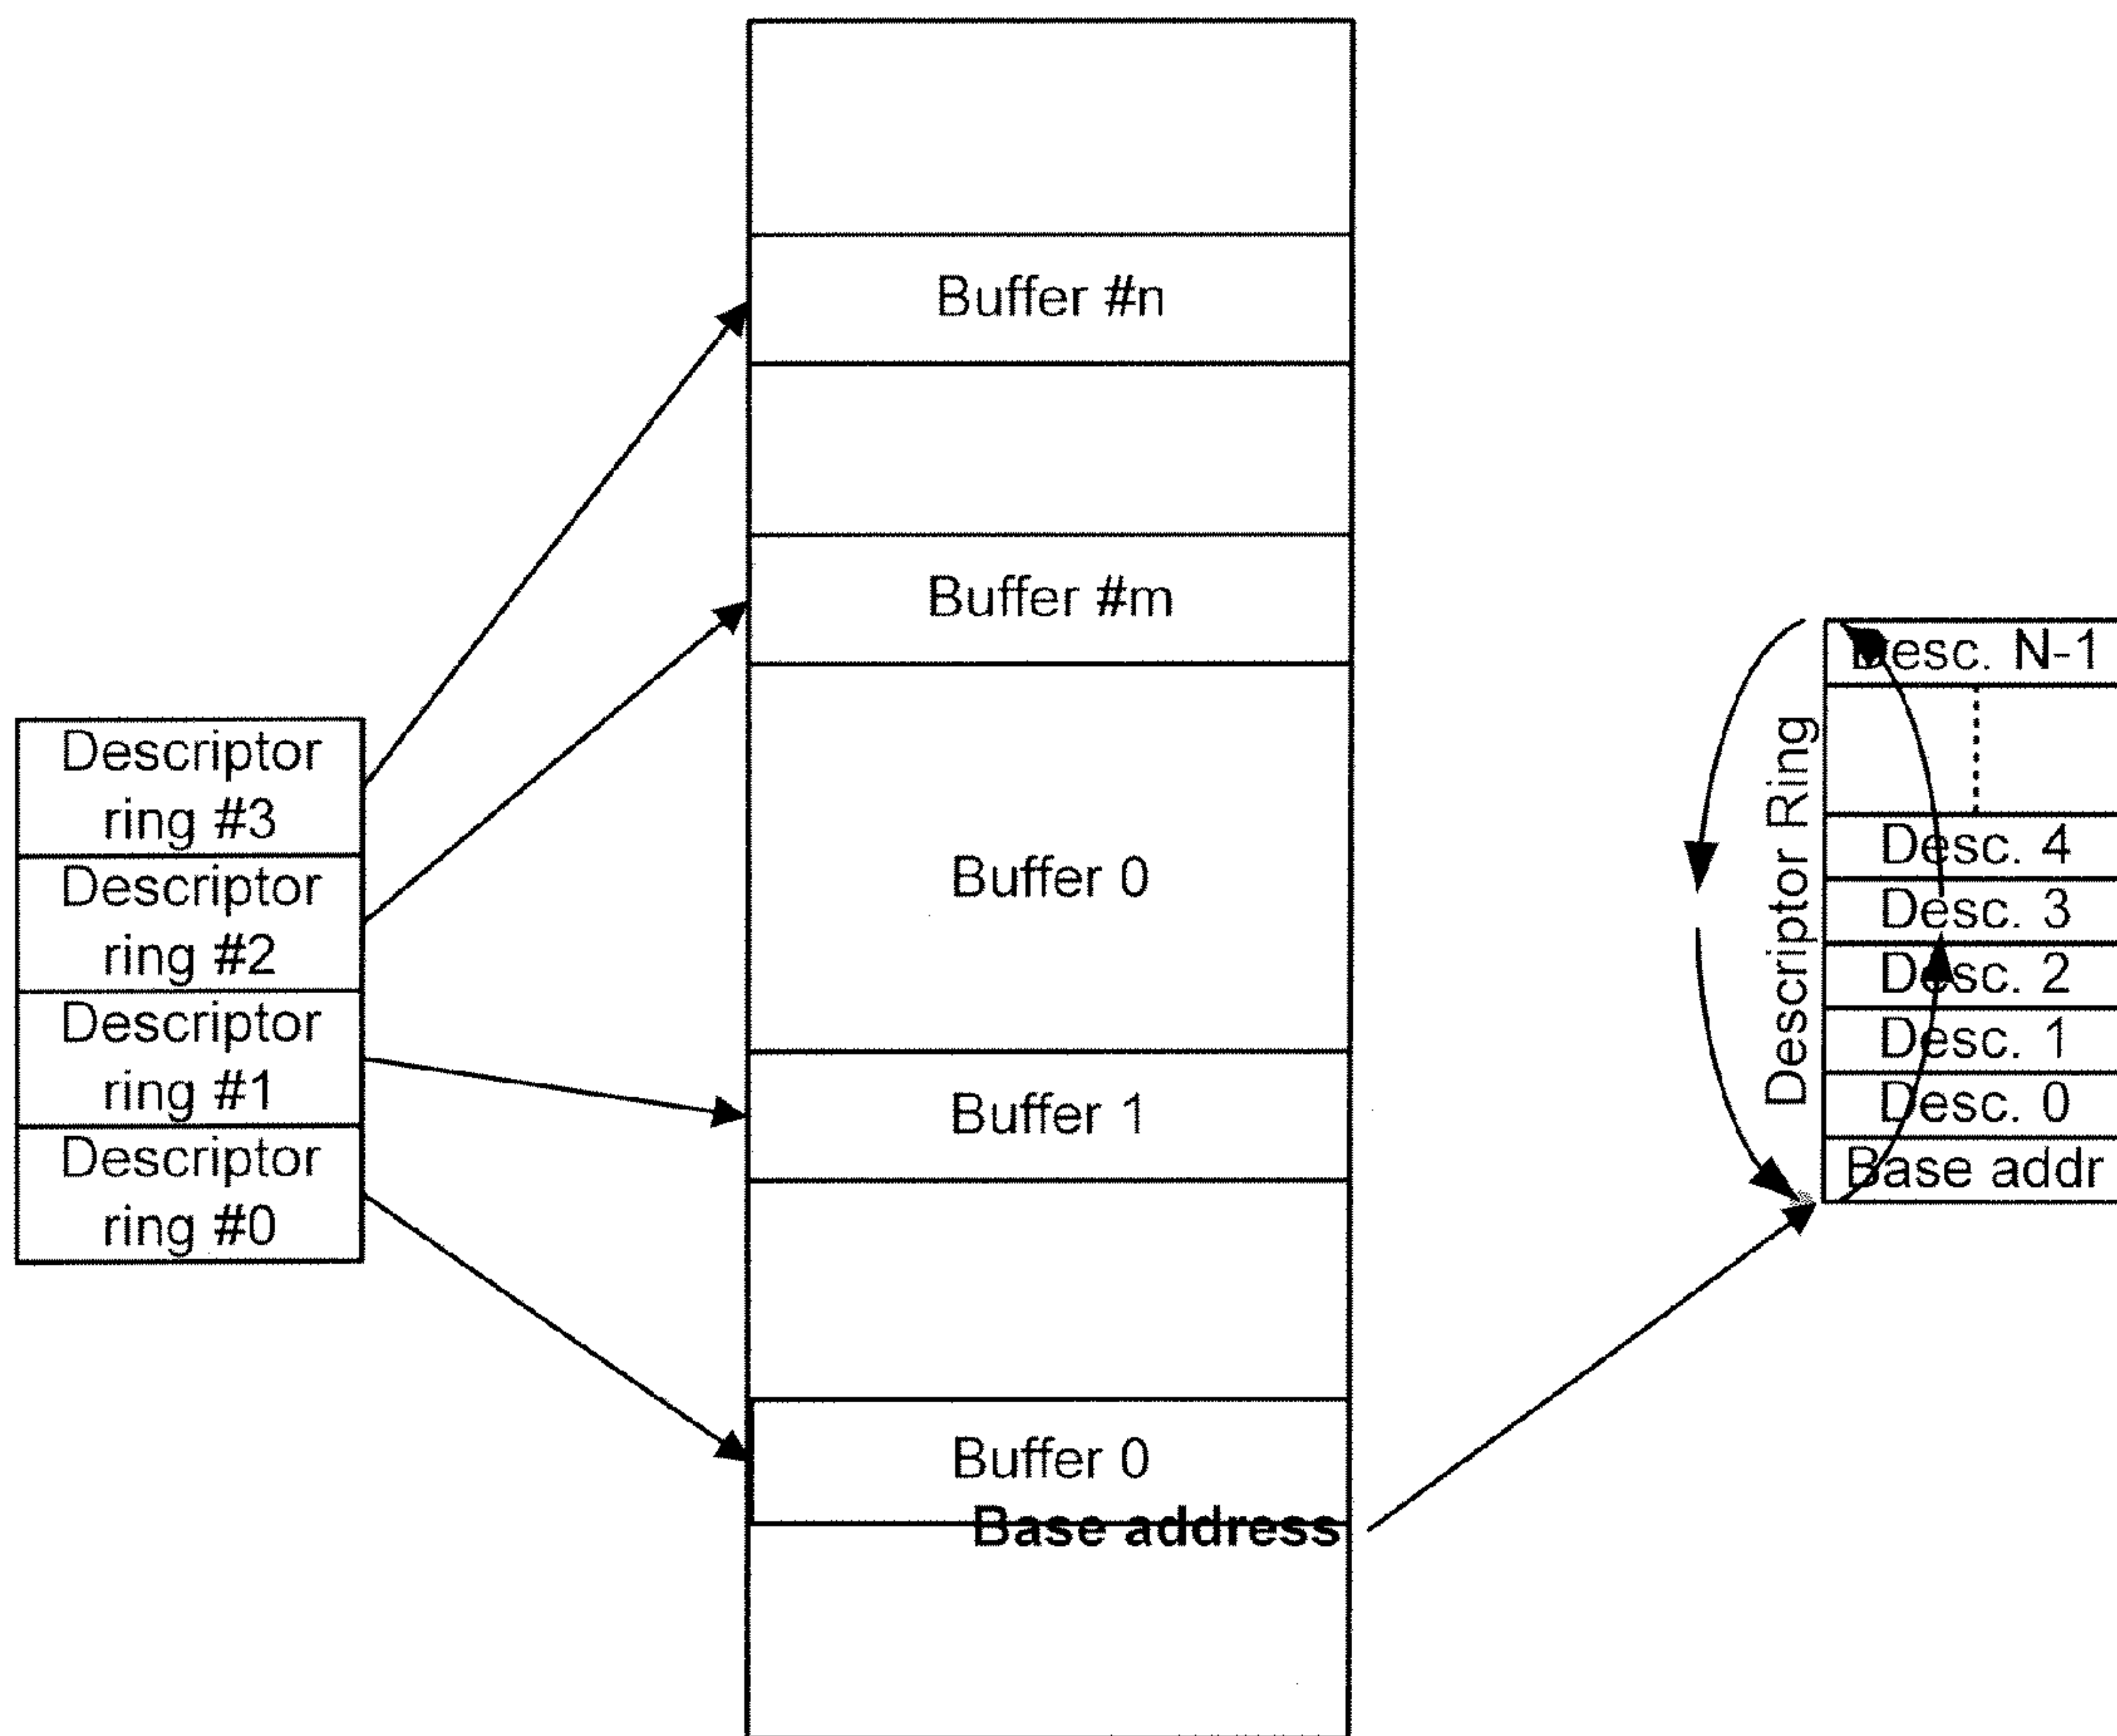 Descriptor
ring #3
Descriptor
ring #2
Descriptor
ring #1
Descriptor
ring #0
Buffer #n
Buffer #m
Buffer 0
Buffer 1
Buffer 0
Base address
Descriptor Ring
Desc. N-1
Desc. 4
Desc. 3
Desc. 2
Desc. 1
Desc. 0
Base addr